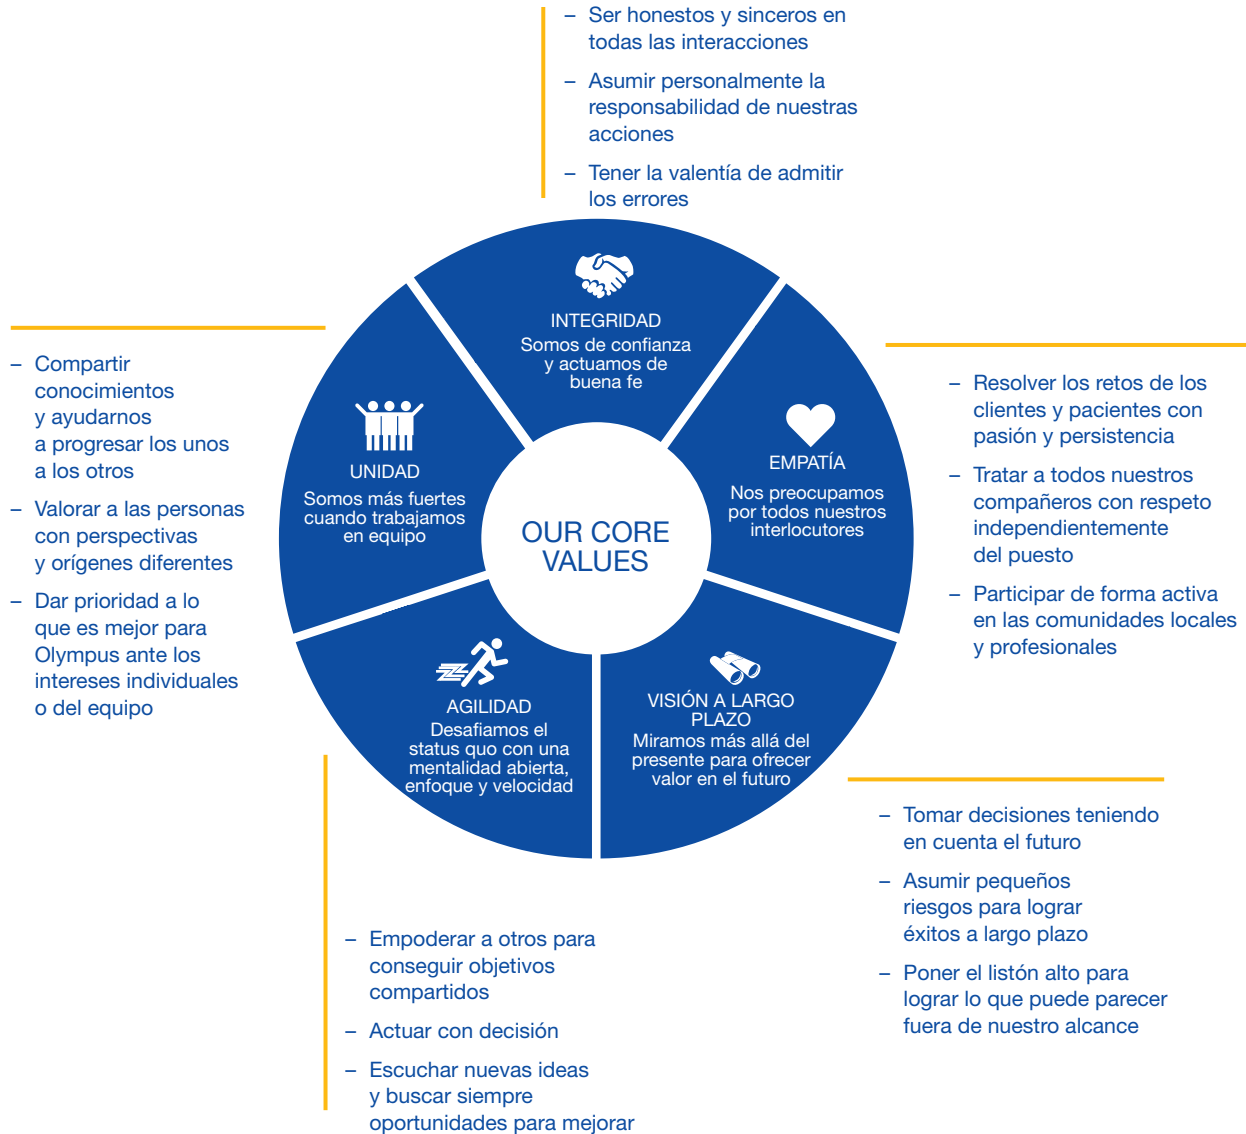 – Ser honestos y sinceros en
todas las interacciones
– Asumir personalmente la
responsabilidad de nuestras
acciones
– Tener la valentía de admitir
los errores
INTEGRIDAD
Somos de confianza
y actuamos de
buena fe
– Compartir
conocimientos
y ayudarnos
a progresar los unos
a los otros
– Valorar a las personas
con perspectivas
y orígenes diferentes
– Dar prioridad a lo
que es mejor para
Olympus ante los
intereses individuales
o del equipo
UNIDAD
Somos más fuertes
cuando trabajamos
en equipo
OUR CORE
VALUES
EMPATÍA
Nos preocupamos
por todos nuestros
interlocutores
– Resolver los retos de los
clientes y pacientes con
pasión y persistencia
– Tratar a todos nuestros
compañeros con respeto
independientemente
del puesto
– Participar de forma activa
en las comunidades locales
y profesionales
AGILIDAD
Desafiamos el
status quo con una
mentalidad abierta,
enfoque y velocidad
VISIÓN A LARGO
PLAZO
Miramos más allá del
presente para ofrecer
valor en el futuro
– Tomar decisiones teniendo
en cuenta el futuro
– Asumir pequeños
riesgos para lograr
éxitos a largo plazo
– Poner el listón alto para
lograr lo que puede parecer
fuera de nuestro alcance
– Empoderar a otros para
conseguir objetivos
compartidos
– Actuar con decisión
– Escuchar nuevas ideas
y buscar siempre
oportunidades para mejorar